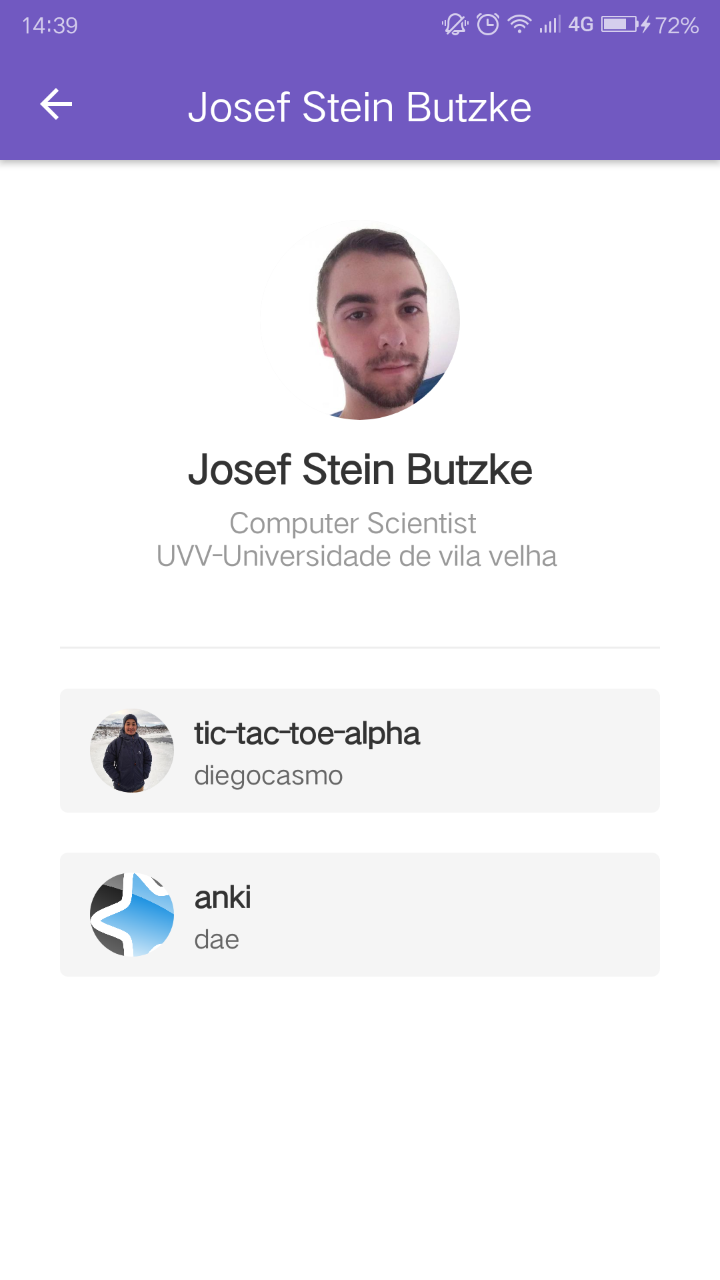 14:39
4G
72%
Josef Stein Butzke
Josef Stein Butzke
Computer Scientist
UVV-Universidade de vila velha
tic-tac-toe-alpha
diegocasmo
anki
dae